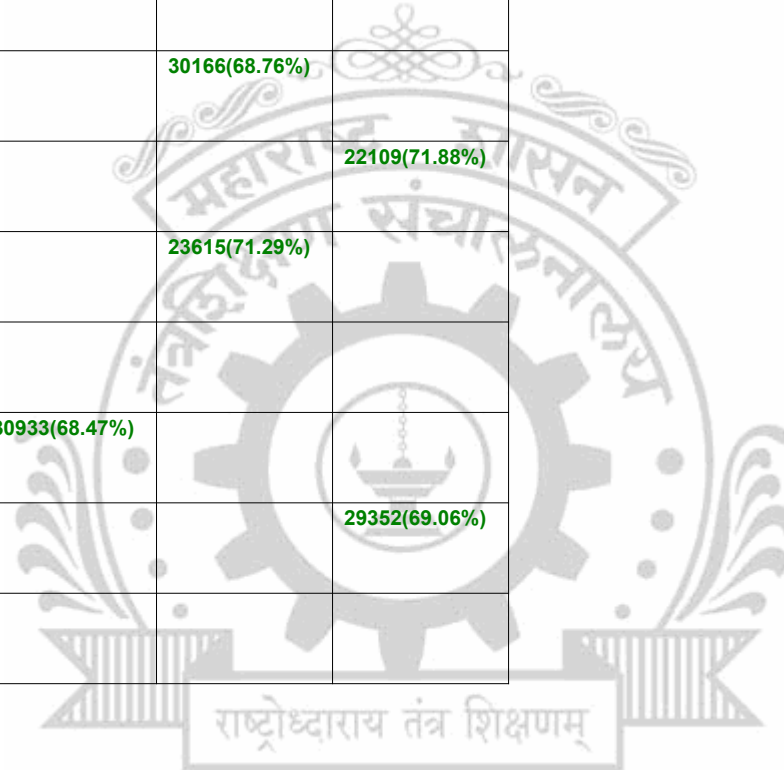 30166(68.76%)
महाराष्ट्र शासन
22109(71.88%)
तंत्रशिक्षण संचालनालय
23615(71.29%)
30933(68.47%)
29352(69.06%)
राष्ट्रोध्दाराय तंत्र शिक्षणम्